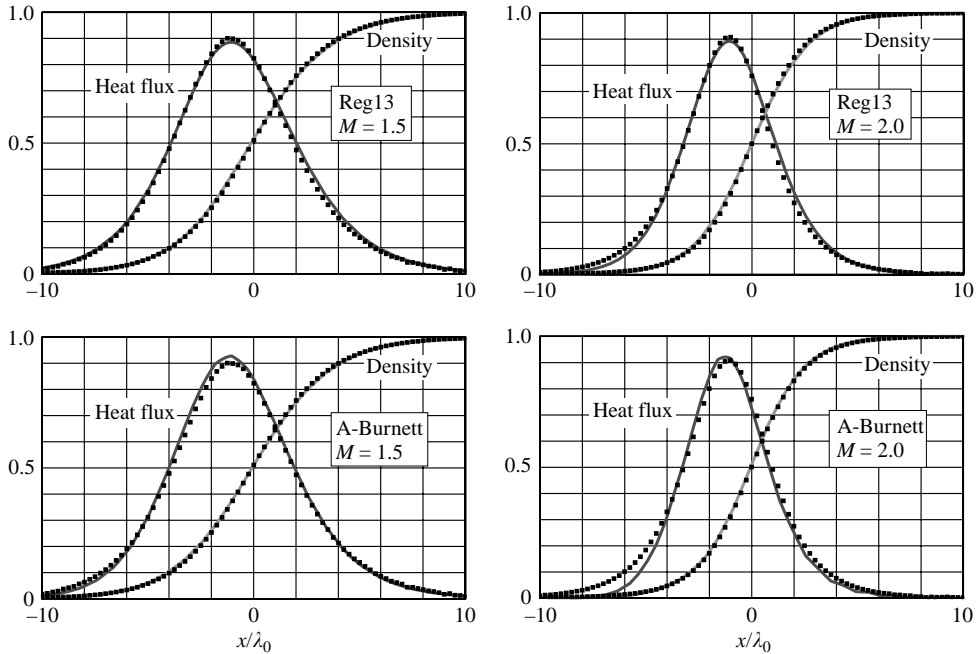 1.0
Density
Heat flux
Reg13
M = 1.5
0.5
0
–10
0
10
1.0
Density
Heat flux
Reg13
M = 2.0
0.5
0
–10
0
10
1.0
Density
Heat flux
A-Burnett
M = 1.5
0.5
0
–10
0
10
x/λ0
1.0
Density
Heat flux
A-Burnett
M = 2.0
0.5
0
–10
0
10
x/λ0